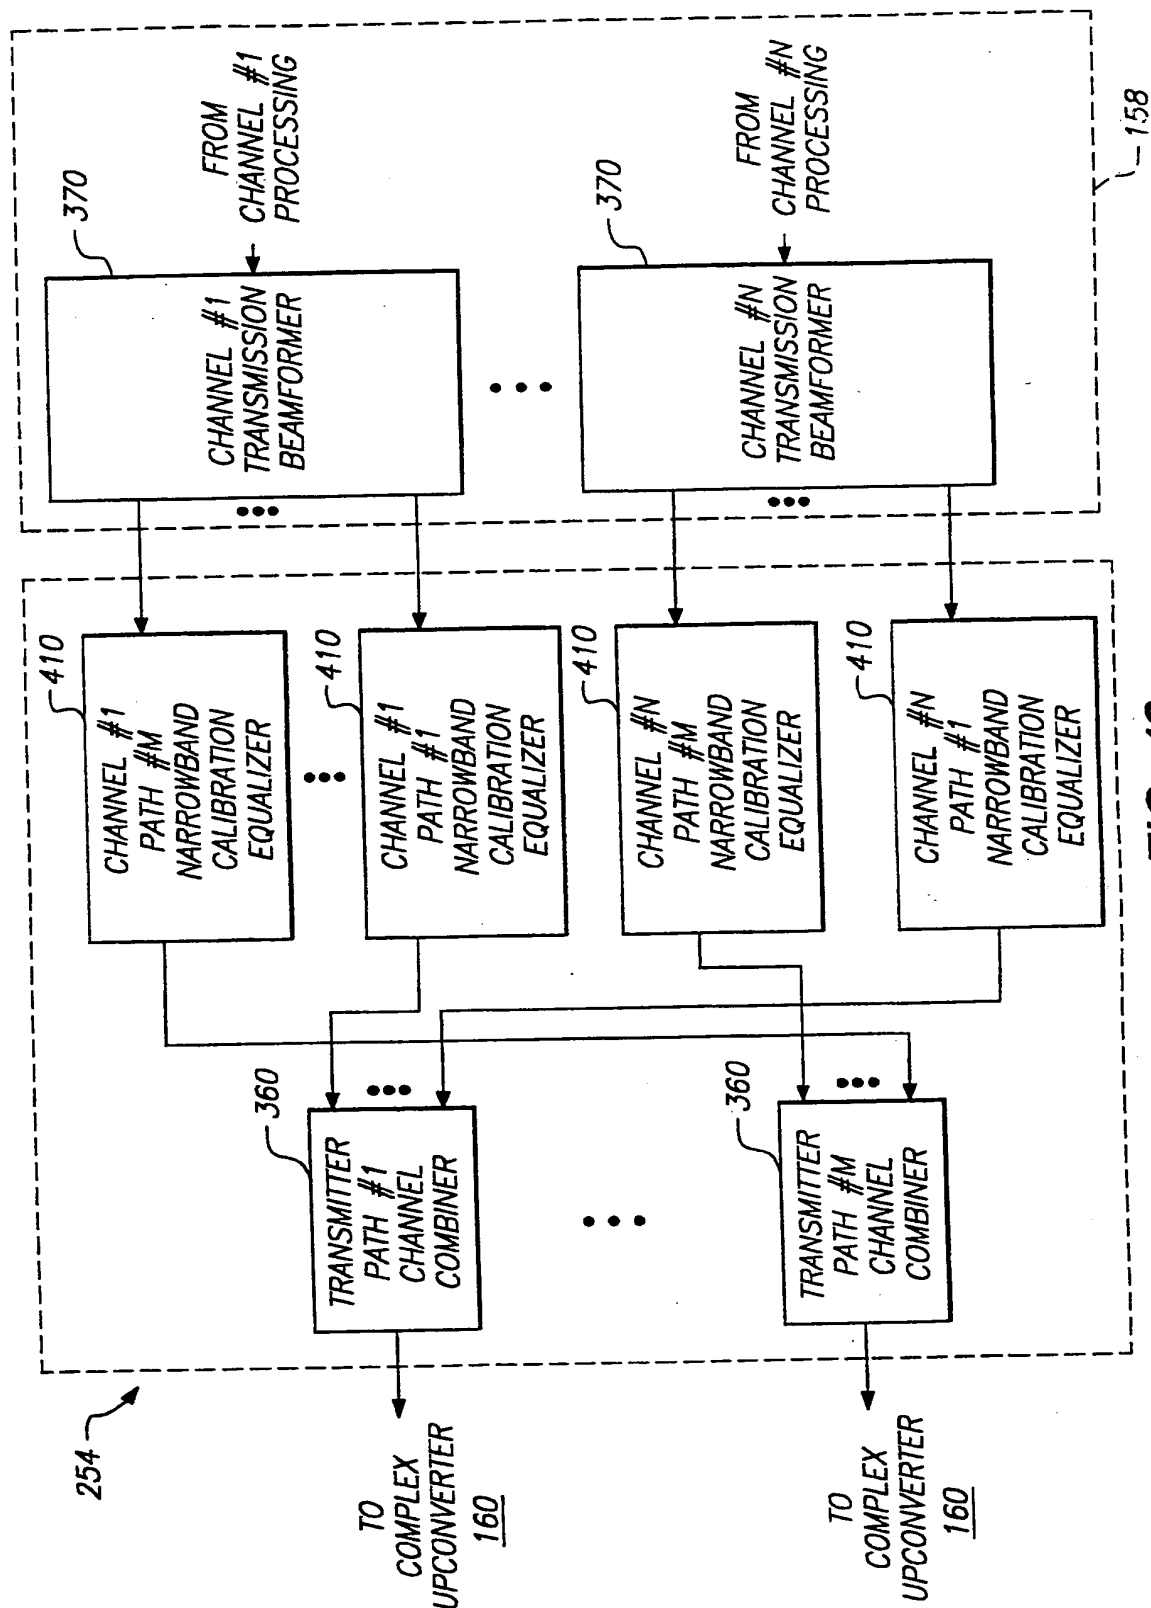 254
TO
COMPLEX
UPCONVERTER
160
360
TRANSMITTER
PATH #1
CHANNEL
COMBINER
410
CHANNEL #1
PATH #M
NARROWBAND
CALIBRATION
EQUALIZER
410
CHANNEL #1
PATH #1
NARROWBAND
CALIBRATION
EQUALIZER
370
CHANNEL #1
TRANSMISSION
BEAMFORMER
FROM
CHANNEL #1
PROCESSING
TO
COMPLEX
UPCONVERTER
160
360
TRANSMITTER
PATH #M
CHANNEL
COMBINER
410
CHANNEL #N
PATH #M
NARROWBAND
CALIBRATION
EQUALIZER
410
CHANNEL #N
PATH #1
NARROWBAND
CALIBRATION
EQUALIZER
370
CHANNEL #N
TRANSMISSION
BEAMFORMER
FROM
CHANNEL #N
PROCESSING
158